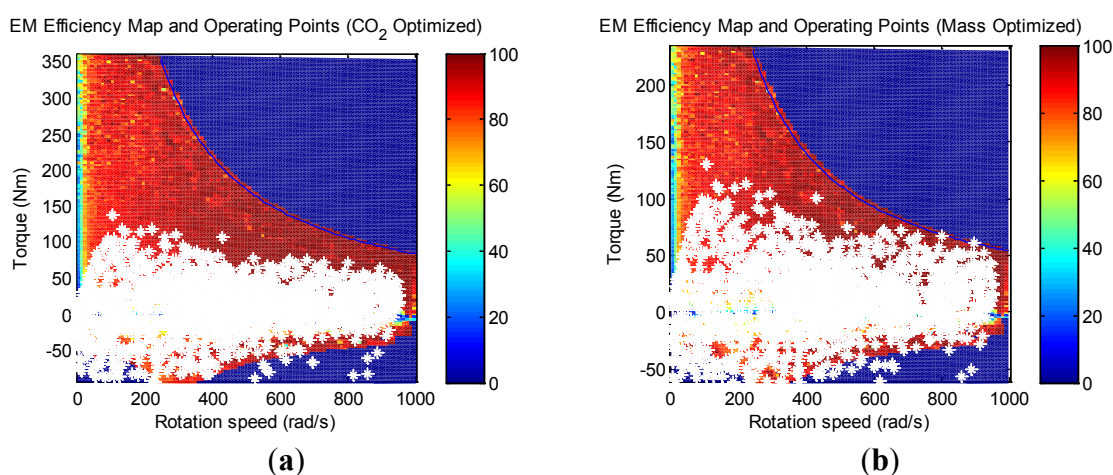 EM Efficiency Map and Operating Points (CO2 Optimized)
350
300
250
200
150
100
50
0
-50
Torque (Nm)
0 200 400 600 800 1000
Rotation speed (rad/s)
100
80
60
40
20
0
(a)
EM Efficiency Map and Operating Points (Mass Optimized)
200
150
100
50
0
-50
Torque (Nm)
0 200 400 600 800 1000
Rotation speed (rad/s)
100
80
60
40
20
0
(b)